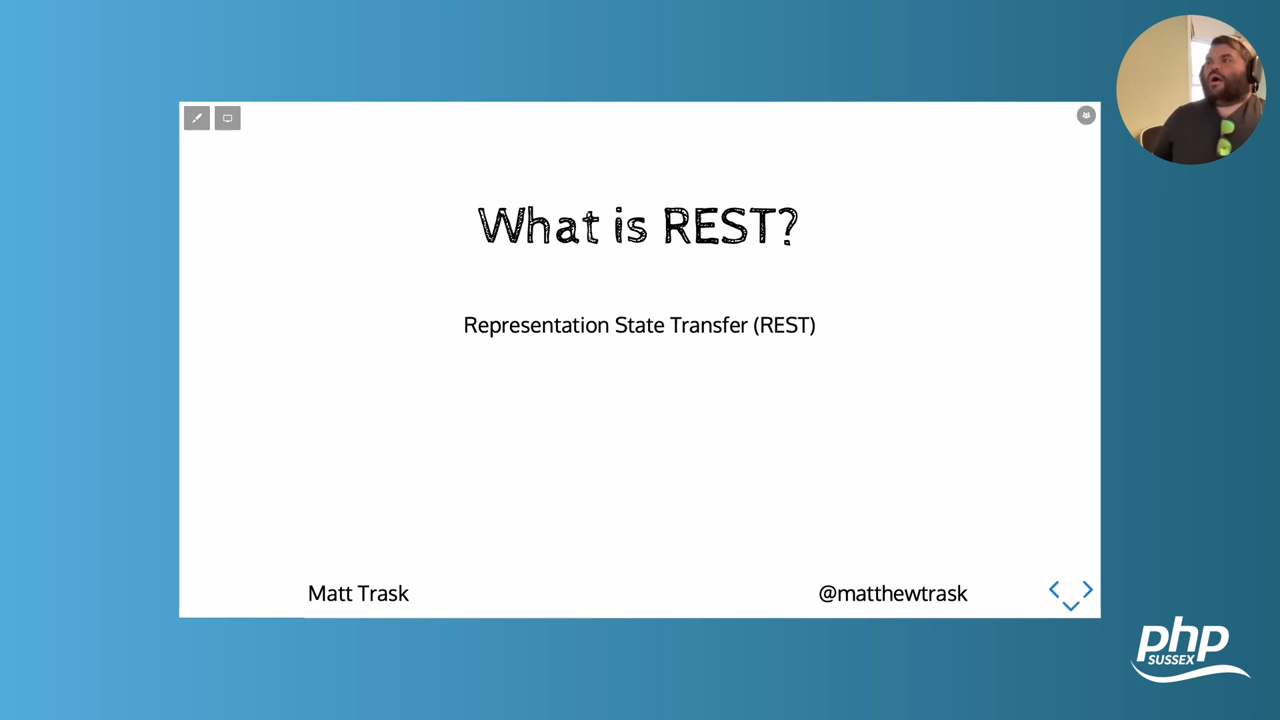 What is REST?
Representation State Transfer (REST)
Matt Trask
@matthewtrask
php
SUSSEX